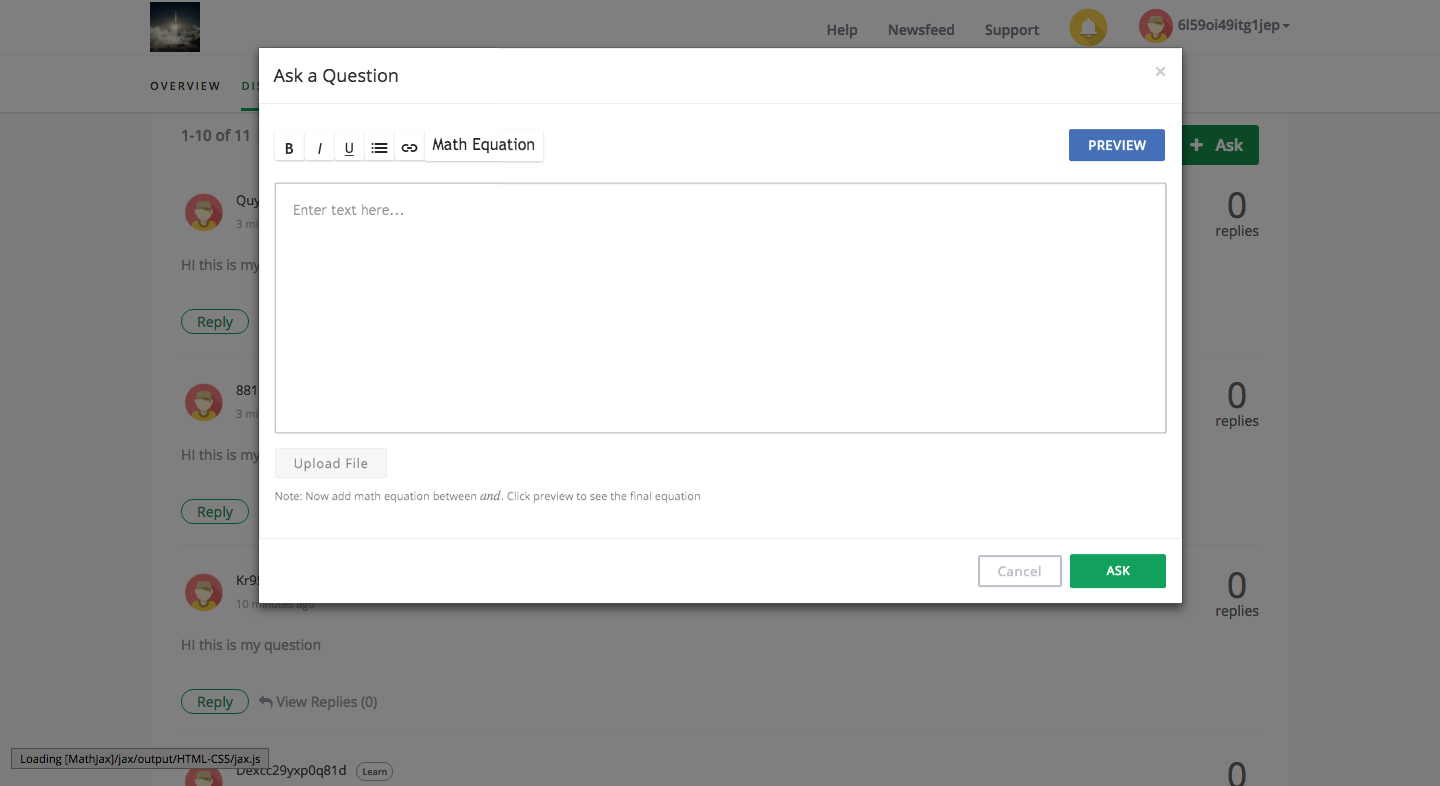 Help Newsfeed Support 6l59oi49itg1jep
OVERVIEW DIS
Ask a Question ×
1-10 of 11
B I U Math Equation PREVIEW
+ Ask
Enter text here...
Quy
3 mi
0
replies
HI this is my
Reply
881
3 mi
0
replies
HI this is my
Upload File
Note: Now add math equation between and. Click preview to see the final equation
Reply
Cancel ASK
Kr95
10 minutes ago
0
replies
HI this is my question
Reply View Replies (0)
Loading [MathJax]/jax/output/HTML-CSS/jax.js
Dexcc29yxp0q81d Learn
0